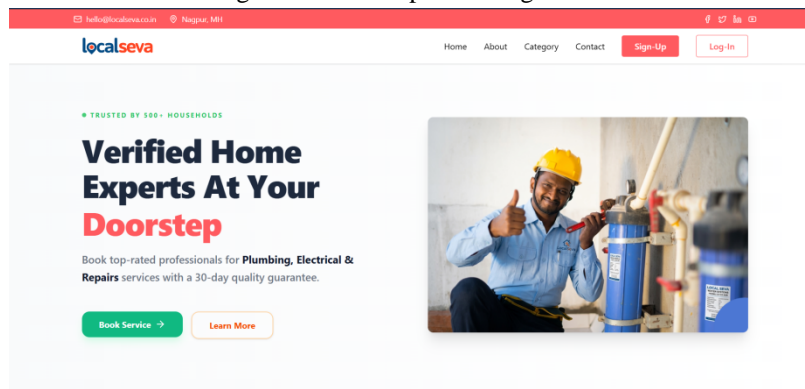 hello@localseva.co.in Nagpur, MH
localseva
Home About Category Contact Sign-Up Log-In
TRUSTED BY 500+ HOUSEHOLDS
Verified Home
Experts At Your
Doorstep
Book top-rated professionals for Plumbing, Electrical &
Repairs services with a 30-day quality guarantee.
Book Service → Learn More